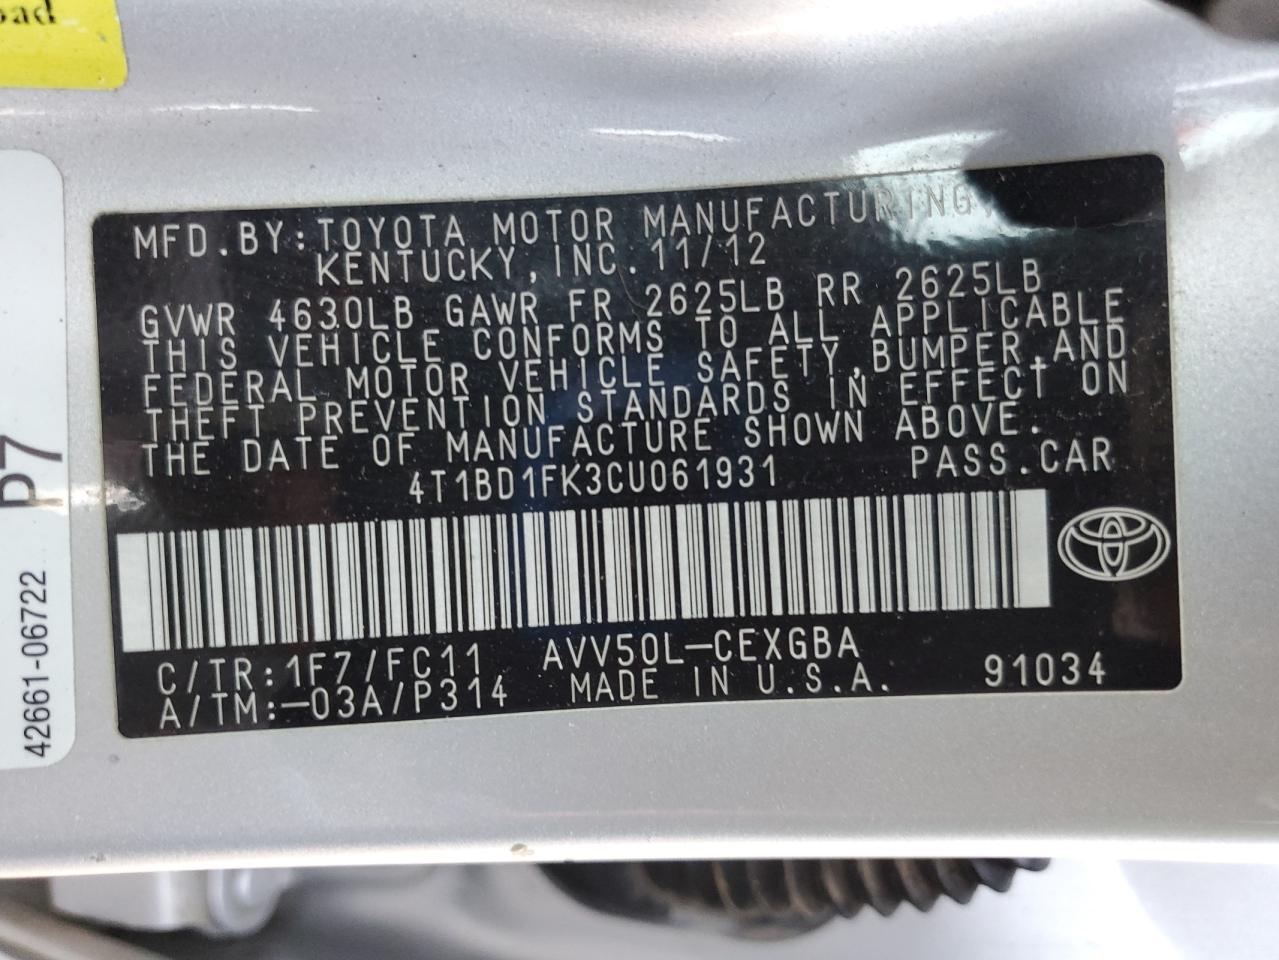 oad
P7
42661-06722
MFD.BY:TOYOTA MOTOR MANUFACTURING,
KENTUCKY,INC. 11/12
GVWR 4630LB GAWR FR 2625LB RR 2625LB
THIS VEHICLE CONFORMS TO ALL APPLICABLE
FEDERAL MOTOR VEHICLE SAFETY,BUMPER,AND
THEFT PREVENTION STANDARDS IN EFFECT ON
THE DATE OF MANUFACTURE SHOWN ABOVE.
4T1BD1FK3CU061931 PASS.CAR
C/TR:1F7/FC11 AVV50L-CEXGBA
A/TM:-03A/P314 MADE IN U.S.A. 91034